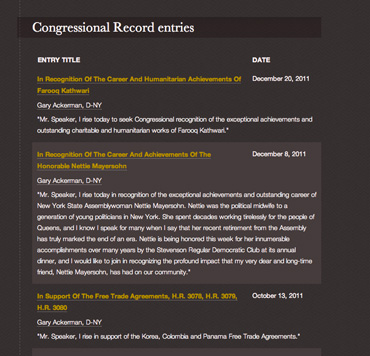 Congressional Record entries
ENTRY TITLE DATE
In Recognition Of The Career And Humanitarian Achievements Of December 20, 2011
Farooq Kathwari
Gary Ackerman, D-NY
"Mr. Speaker, I rise today to seek Congressional recognition of the exceptional achievements and
outstanding charitable and humanitarian works of Farooq Kathwari."
In Recognition Of The Career And Achievements Of The December 8, 2011
Honorable Nettie Mayersohn
Gary Ackerman, D-NY
"Mr. Speaker, I rise today in recognition of the exceptional achievements and outstanding career of
New York State Assemblywoman Nettie Mayersohn. Nettie was the political midwife to a
generation of young politicians in New York. She spent decades working tirelessly for the people of
Queens, and I know I speak for many when I say that her recent retirement from the Assembly
has truly marked the end of an era. Nettie is being honored this week for her innumerable
accomplishments over many years by the Stevenson Regular Democratic Club at its annual
dinner, and I would like to join in recognizing the profound impact that my very dear and long-time
friend, Nettie Mayersohn, has had on our community."
In Support Of The Free Trade Agreements, H.R. 3078, H.R. 3079, October 13, 2011
H.R. 3080
Gary Ackerman, D-NY
"Mr. Speaker, I rise in support of the Korea, Colombia and Panama Free Trade Agreements."